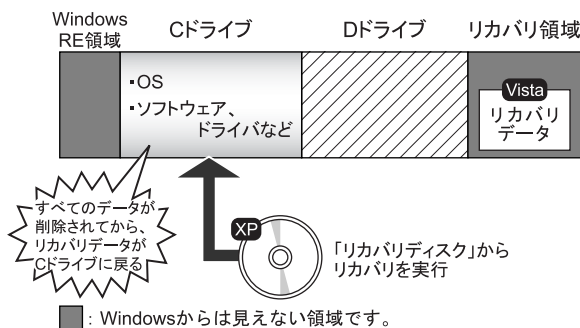 Windows
RE領域
Cドライブ
Dドライブ
リカバリ領域
・OS
・ソフトウェア、
ドライバなど
Vista
リカバリ
データ
すべてのデータが
削除されてから、
リカバリデータが
Cドライブに戻る
XP
「リカバリディスク」から
リカバリを実行
：Windowsからは見えない領域です。